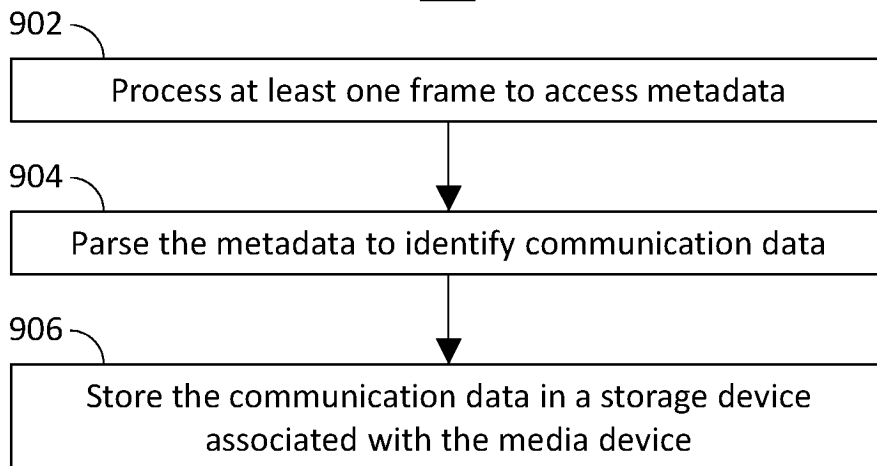 902
Process at least one frame to access metadata
904
Parse the metadata to identify communication data
906
Store the communication data in a storage device
associated with the media device